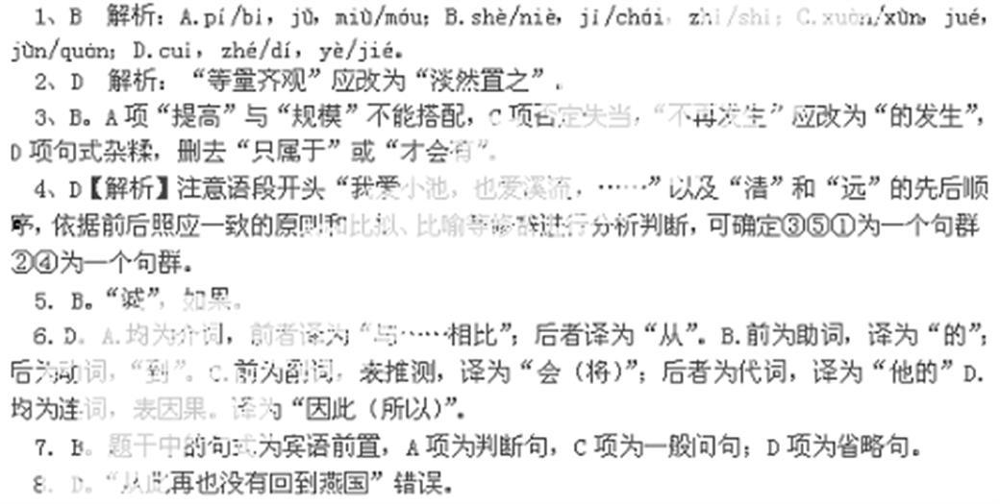 1、B 解析：A.pí/bi，jǔ，miù/móu；B.shè/niè，jī/chái，zhi/shi；C.xuàn/xùn，jué，
jùn/quān；D.cuì，zhé/dí，yè/jié。
2、D 解析：“等量齐观”应改为“淡然置之”．
3、B。A项“提高”与“规模”不能搭配，C项否定失当，“不再发生”应改为“的发生”，
D项句式杂糅，删去“只属于”或“才会有”。
4、D【解析】注意语段开头“我爱小池，也爱溪流，……”以及“清”和“远”的先后顺
序，依据前后照应一致的原则和比拟、比喻等修辞进行分析判断，可确定③⑤①为一个句群
②④为一个句群。
5．B。“诚”，如果。
6.D。A.均为介词，前者译为“与……相比”；后者译为“从”。B.前为助词，译为“的”；
后为动词，“到”。C.前为副词，表推测，译为“会（将）”；后者为代词，译为“他的”D.
均为连词，表因果。译为“因此（所以）”。
7．B。题干中的句式为宾语前置，A项为判断句，C项为一般问句；D项为省略句。
8．D。“从此再也没有回到燕国”错误。